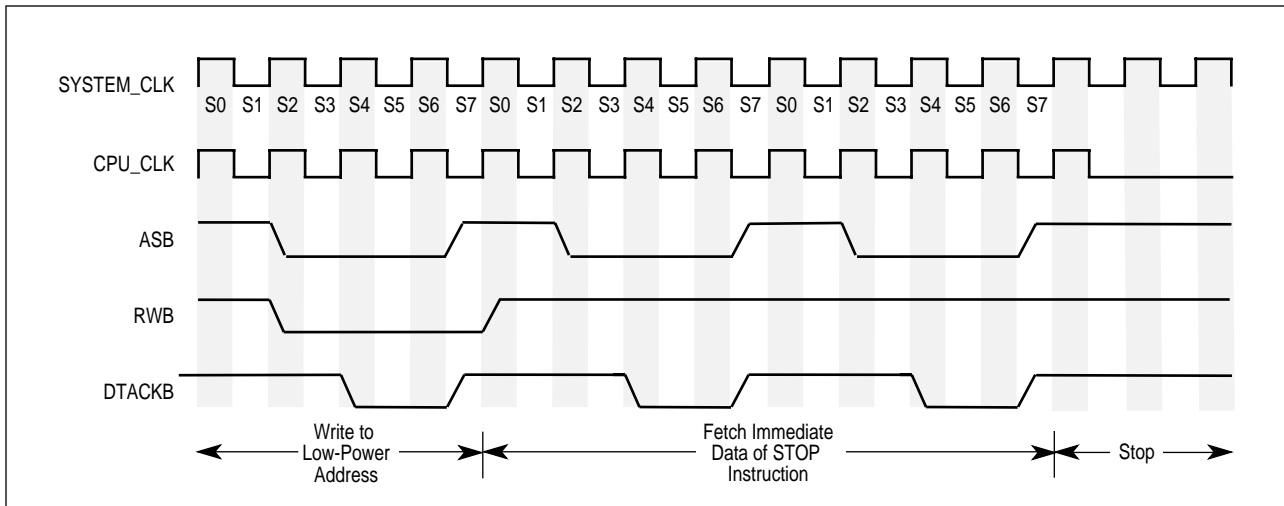 SYSTEM_CLK
S0 S1 S2 S3 S4 S5 S6 S7 S0 S1 S2 S3 S4 S5 S6 S7 S0 S1 S2 S3 S4 S5 S6 S7
CPU_CLK
ASB
RWB
DTACKB
Write to
Low-Power
Address
Fetch Immediate
Data of STOP
Instruction
Stop